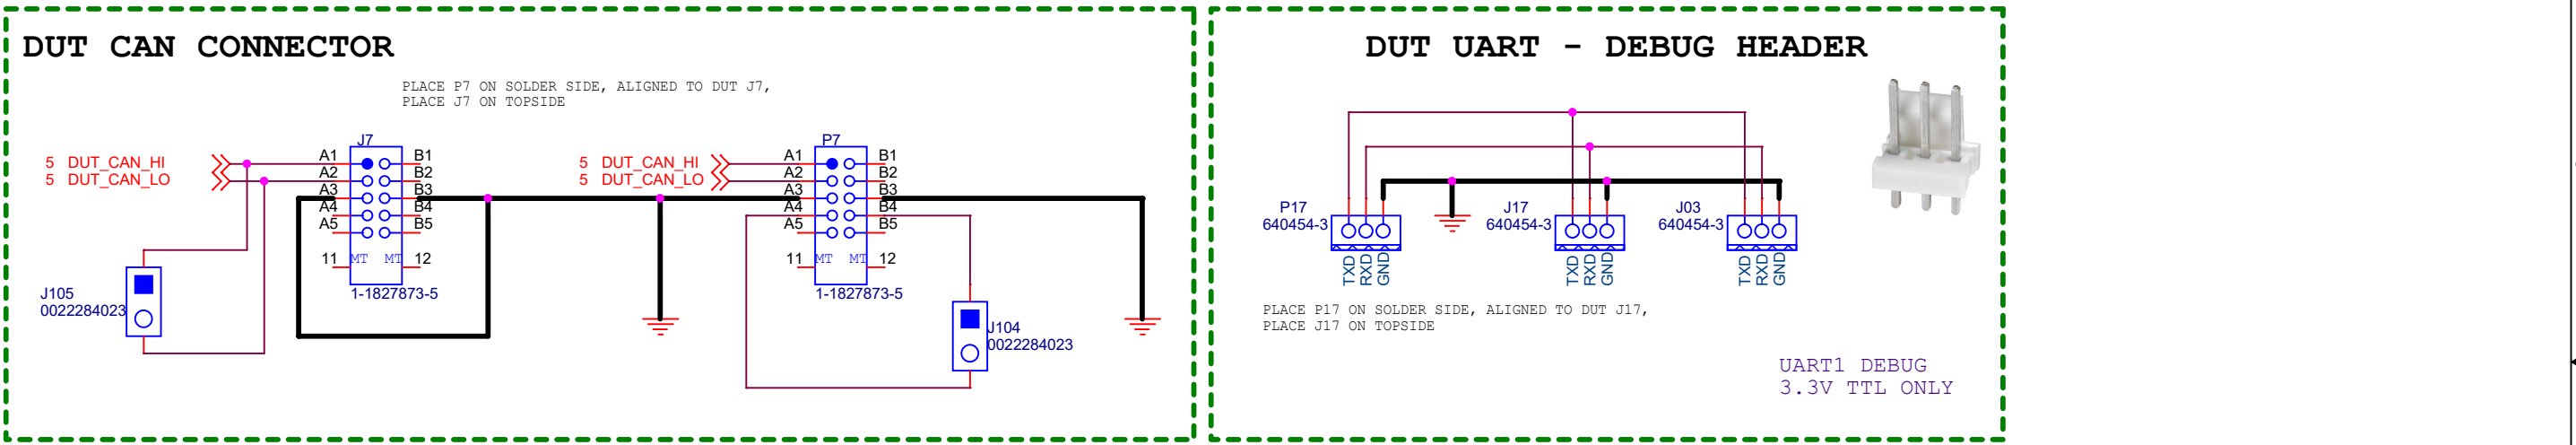 DUT CAN CONNECTOR
PLACE P7 ON SOLDER SIDE, ALIGNED TO DUT J7,
PLACE J7 ON TOPSIDE
J7
5 DUT_CAN_HI
5 DUT_CAN_LO
A1 B1
A2 B2
A3 B3
A4 B4
A5 B5
11 MT MT 12
1-1827873-5
J105
0022284023
P7
5 DUT_CAN_HI
5 DUT_CAN_LO
A1 B1
A2 B2
A3 B3
A4 B4
A5 B5
11 MT MT 12
1-1827873-5
J104
0022284023
DUT UART - DEBUG HEADER
P17
640454-3
TXD
RXD
GND
J17
640454-3
TXD
RXD
GND
J03
640454-3
TXD
RXD
GND
PLACE P17 ON SOLDER SIDE, ALIGNED TO DUT J17,
PLACE J17 ON TOPSIDE
UART1 DEBUG
3.3V TTL ONLY